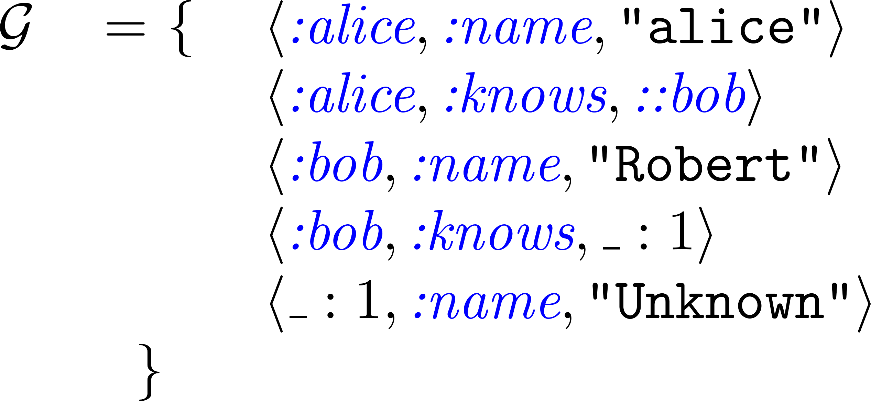 𝒢 = { ⟨:alice, :name, "alice"⟩
⟨:alice, :knows, ::bob⟩
⟨:bob, :name, "Robert"⟩
⟨:bob, :knows, _ : 1⟩
⟨_ : 1, :name, "Unknown"⟩
}